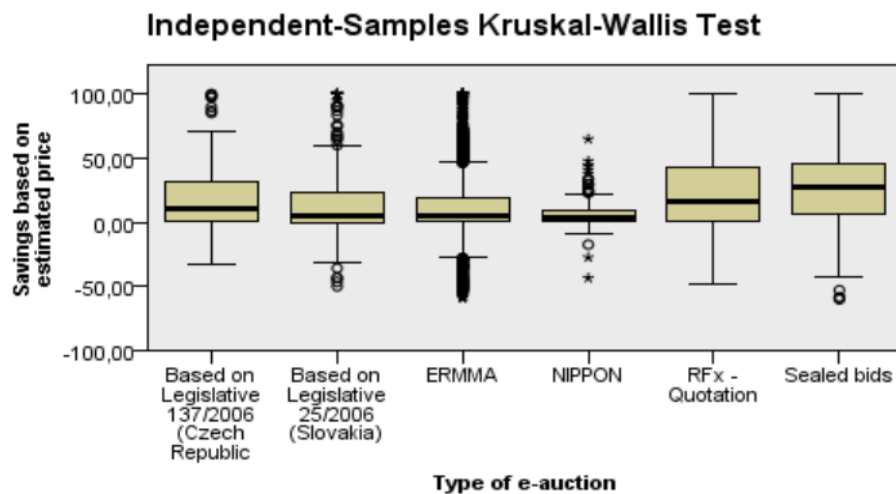 Independent-Samples Kruskal-Wallis Test
Savings based on
estimated price
100,00
50,00
0,00
-50,00
-100,00
Based on
Legislative
137/2006
(Czech
Republic
Based on
Legislative
25/2006
(Slovakia)
ERMMA
NIPPON
RFx -
Quotation
Sealed bids
Type of e-auction